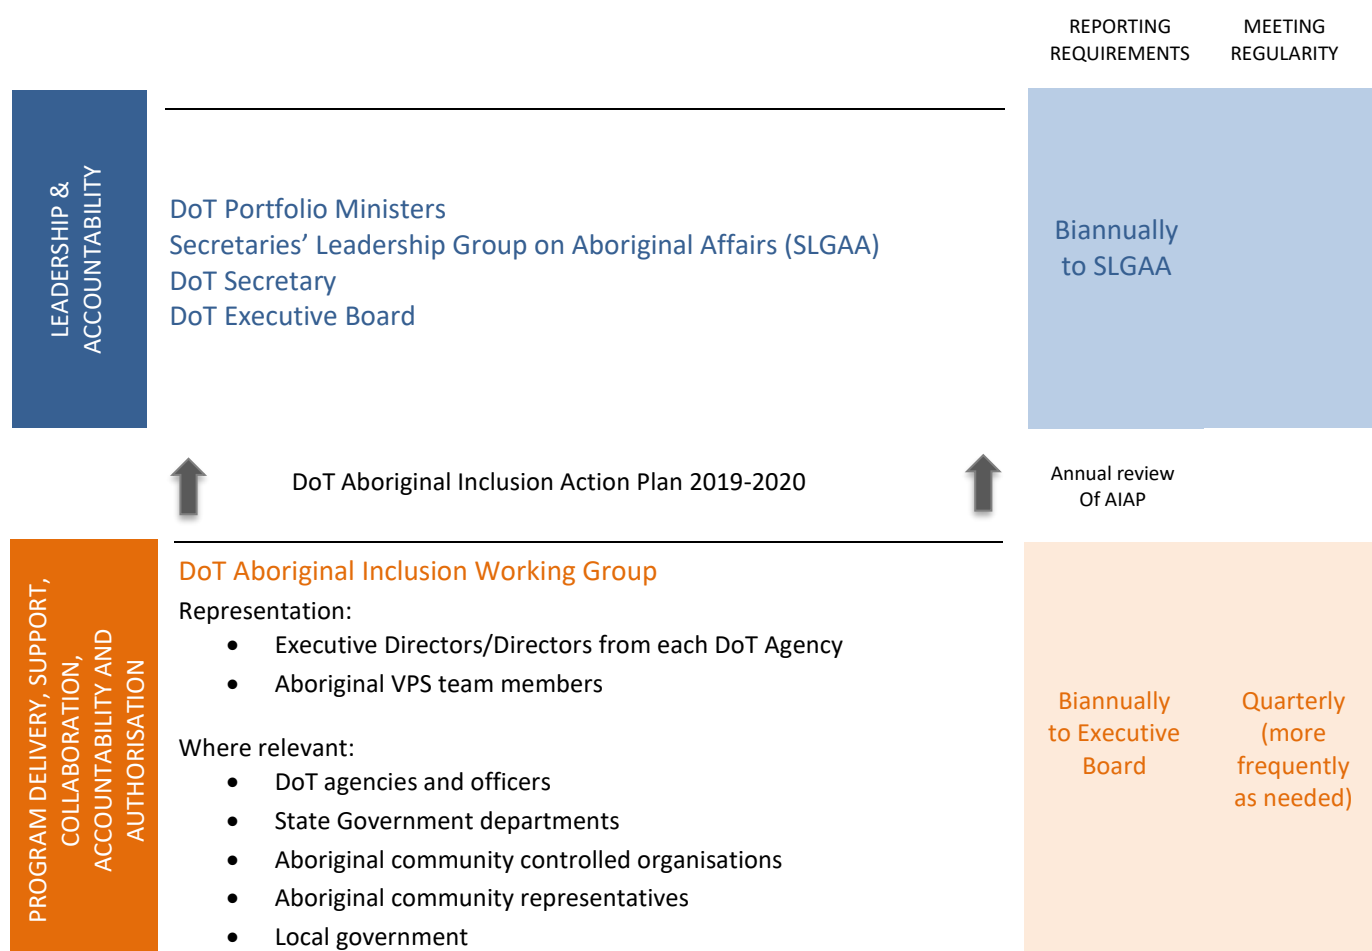 REPORTING
REQUIREMENTS
MEETING
REGULARITY
LEADERSHIP &
ACCOUNTABILITY
DoT Portfolio Ministers
Secretaries’ Leadership Group on Aboriginal Affairs (SLGAA)
DoT Secretary
DoT Executive Board
Biannually
to SLGAA
DoT Aboriginal Inclusion Action Plan 2019-2020
Annual review
Of AIAP
PROGRAM DELIVERY, SUPPORT,
COLLABORATION,
ACCOUNTABILITY AND
AUTHORISATION
DoT Aboriginal Inclusion Working Group
Representation:
• Executive Directors/Directors from each DoT Agency
• Aboriginal VPS team members
Where relevant:
• DoT agencies and officers
• State Government departments
• Aboriginal community controlled organisations
• Aboriginal community representatives
• Local government
Biannually
to Executive
Board
Quarterly
(more
frequently
as needed)